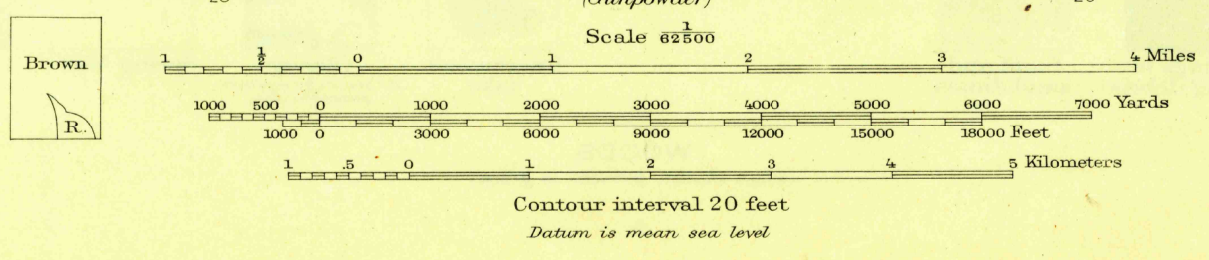 (Gunpowder)
Scale 1/62500
Brown
R.
1 ½ 0 1 2 3 4 Miles
1000 500 0 1000 2000 3000 4000 5000 6000 7000 Yards
1000 0 3000 6000 9000 12000 15000 18000 Feet
1 .5 0 1 2 3 4 5 Kilometers
Contour interval 20 feet
Datum is mean sea level